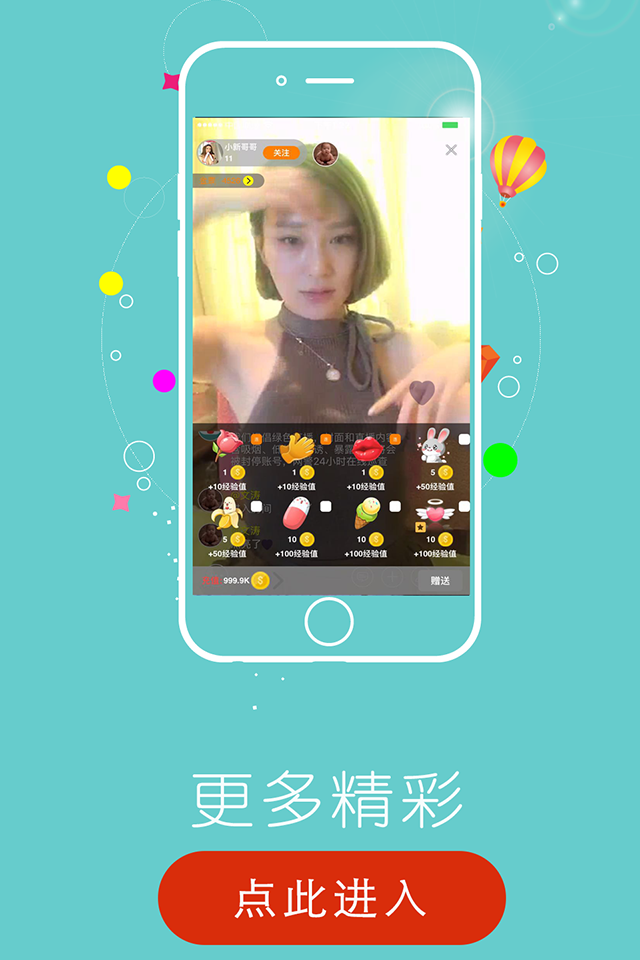 小新哥哥
11
关注
1
+10经验值
1
+10经验值
1
+10经验值
5
+50经验值
5
+50经验值
10
+100经验值
10
+100经验值
10
+100经验值
999.9K
赠送
更多精彩
点此进入